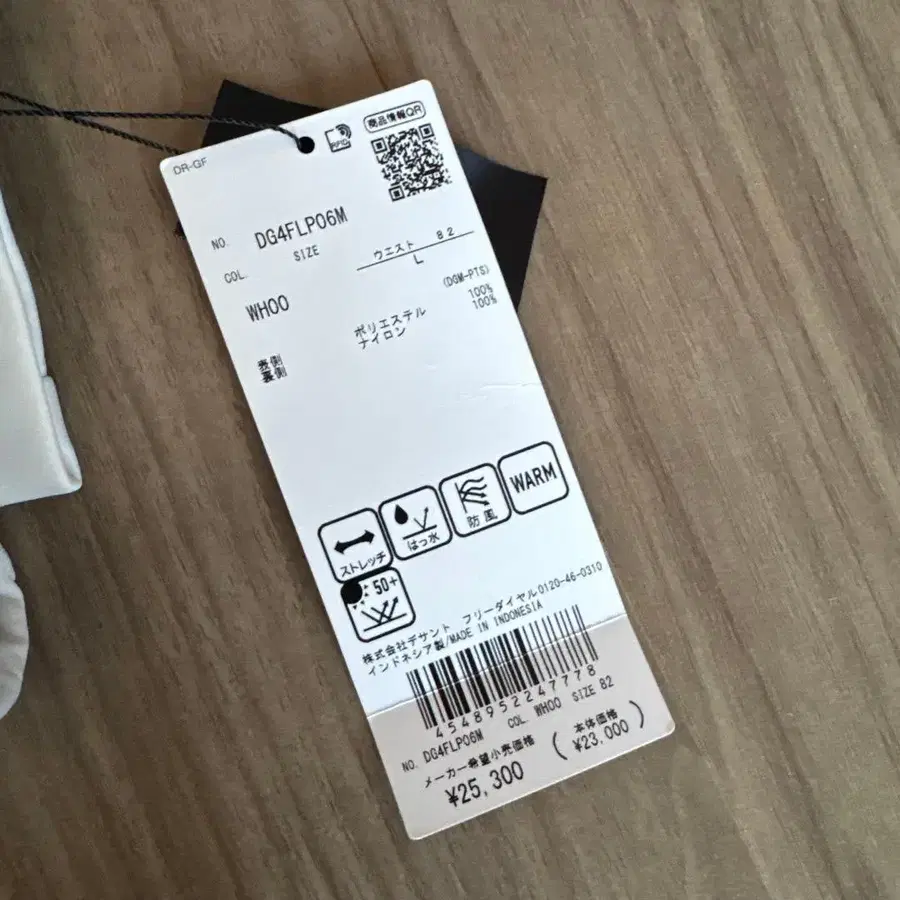 商品情報QR
RFID
DR-GF
NO. DG4FLP06M
COL. SIZE ウエスト 82
L
WH00 (DGM-PTS)
表側 ポリエステル 100%
裏側 ナイロン 100%
ストレッチ
はっ水
防風
WARM
50+
株式会社デサント フリーダイヤル0120-46-0310
インドネシア製/MADE IN INDONESIA
4548952247778
NO. DG4FLP06M COL. WH00 SIZE 82
メーカー希望小売価格 (本体価格
¥25,300 ¥23,000)